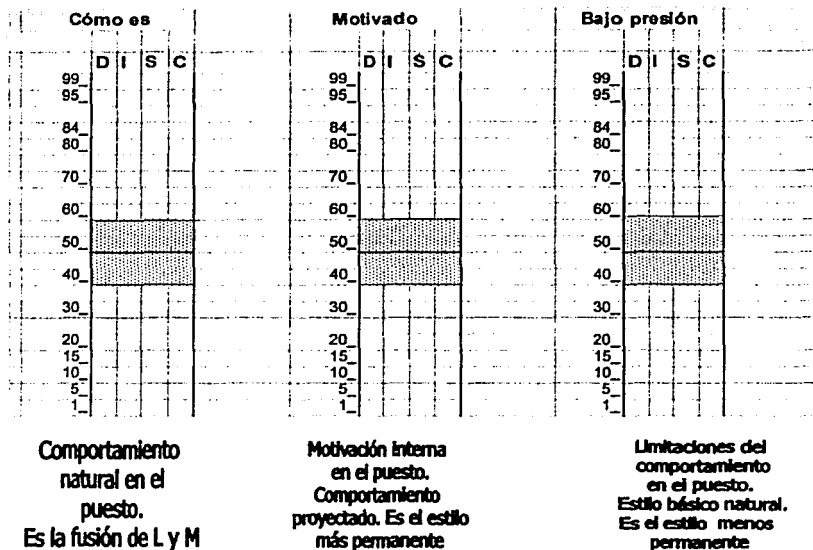 Cómo es
D I S C
99
95
84
80
70
60
50
40
30
20
15
10
5
1
Comportamiento
natural en el
puesto.
Es la fusión de L y M
Motivado
D I S C
99
95
84
80
70
60
50
40
30
20
15
10
5
1
Motivación Interna
en el puesto.
Comportamiento
proyectado. Es el estilo
más permanente
Bajo presión
D I S C
99
95
84
80
70
60
50
40
30
20
15
10
5
1
Limitaciones del
comportamiento
en el puesto.
Estilo básico natural.
Es el estilo menos
permanente